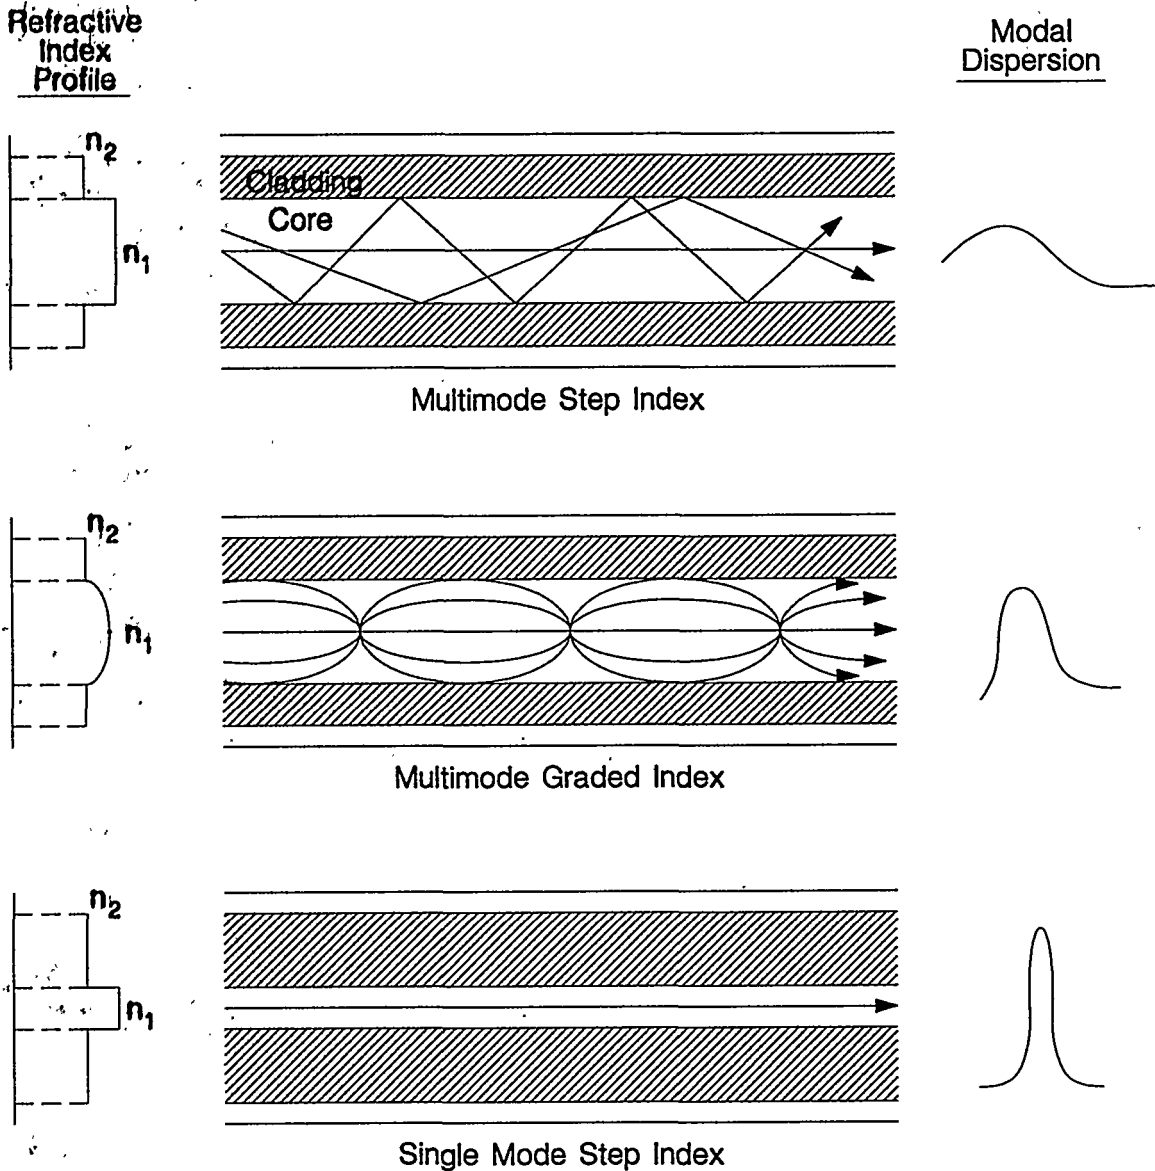 Refractive
Index
Profile
Modal
Dispersion
n2
Cladding
Core
n1
Multimode Step Index
n2
n1
Multimode Graded Index
n2
n1
Single Mode Step Index